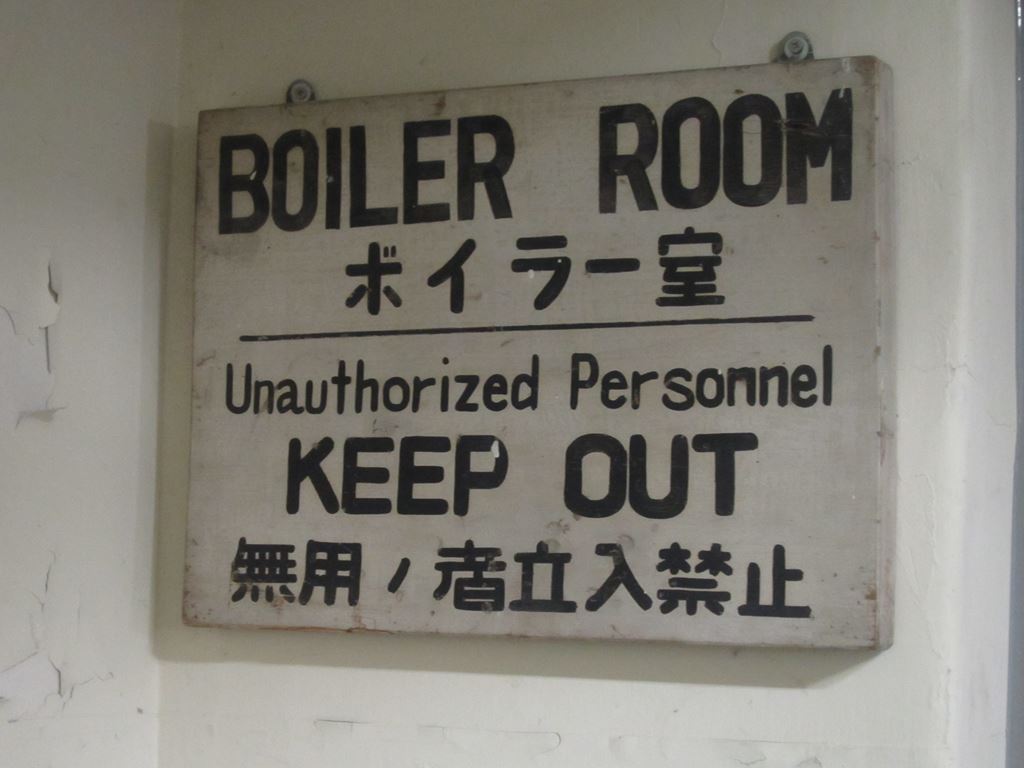 BOILER ROOM
ボイラー室
Unauthorized Personnel
KEEP OUT
無用ノ者立入禁止